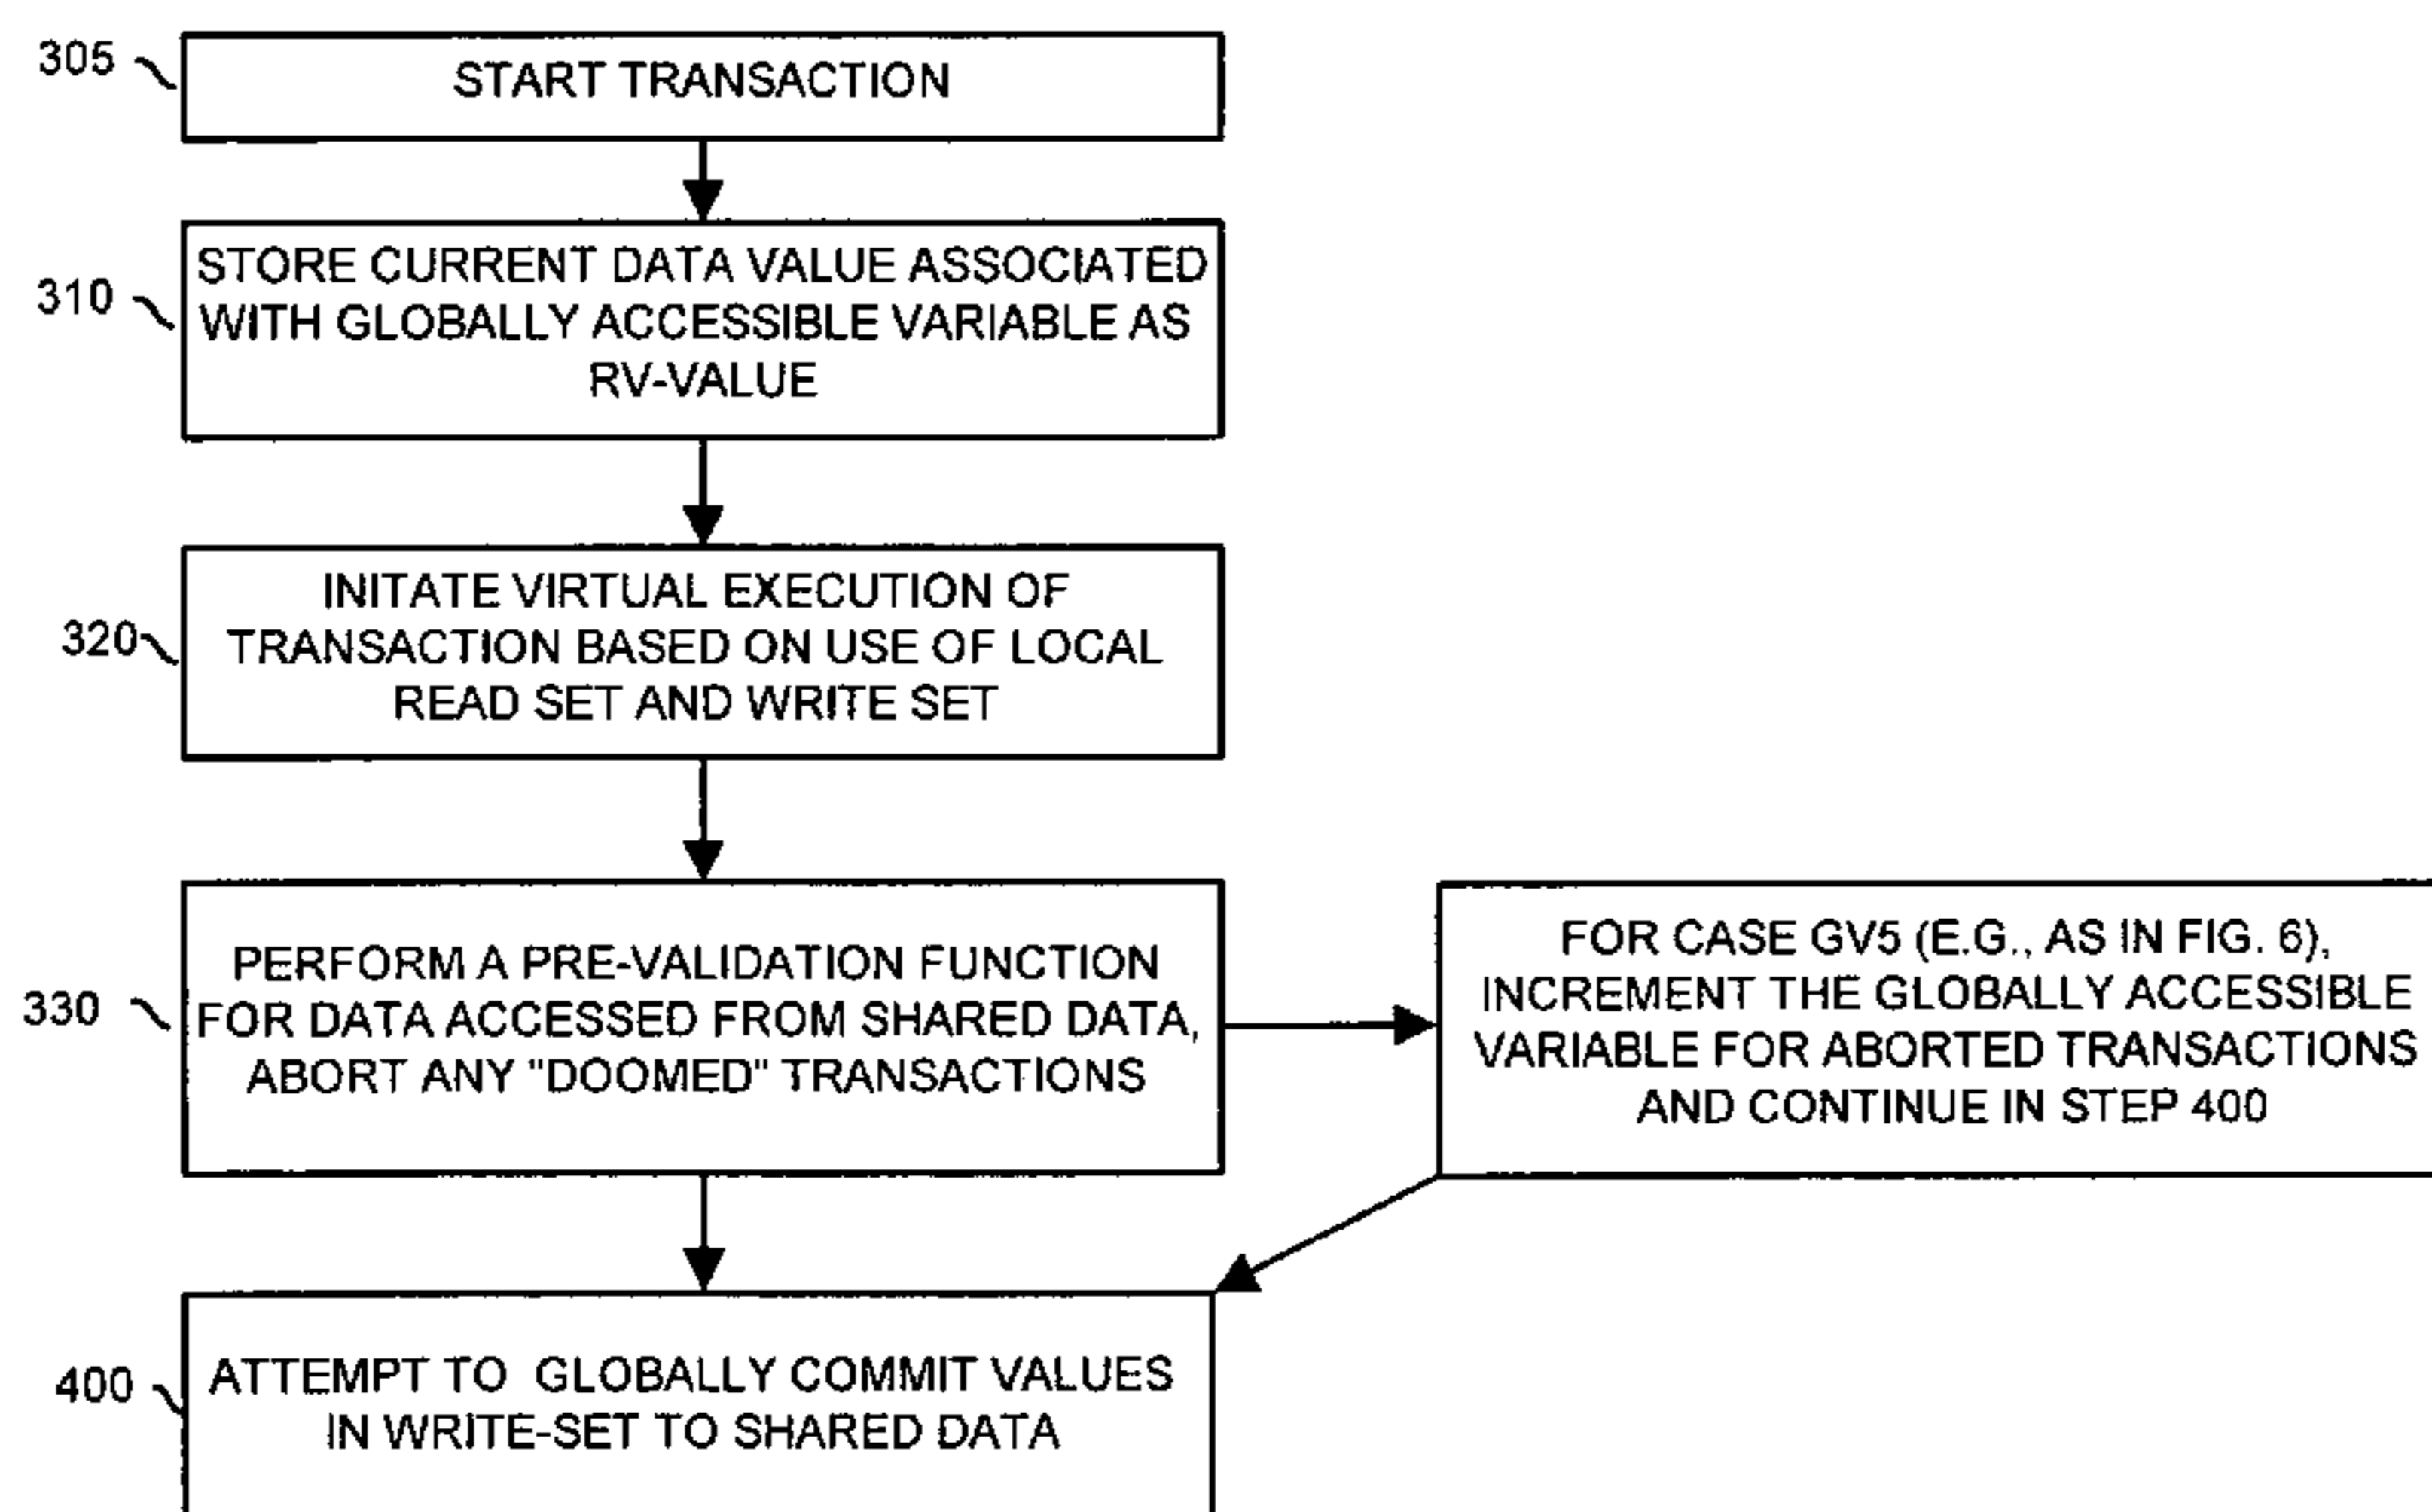 305
START TRANSACTION
310
STORE CURRENT DATA VALUE ASSOCIATED
WITH GLOBALLY ACCESSIBLE VARIABLE AS
RV-VALUE
320
INITATE VIRTUAL EXECUTION OF
TRANSACTION BASED ON USE OF LOCAL
READ SET AND WRITE SET
330
PERFORM A PRE-VALIDATION FUNCTION
FOR DATA ACCESSED FROM SHARED DATA,
ABORT ANY "DOOMED" TRANSACTIONS
FOR CASE GV5 (E.G., AS IN FIG. 6),
INCREMENT THE GLOBALLY ACCESSIBLE
VARIABLE FOR ABORTED TRANSACTIONS
AND CONTINUE IN STEP 400
400
ATTEMPT TO GLOBALLY COMMIT VALUES
IN WRITE-SET TO SHARED DATA